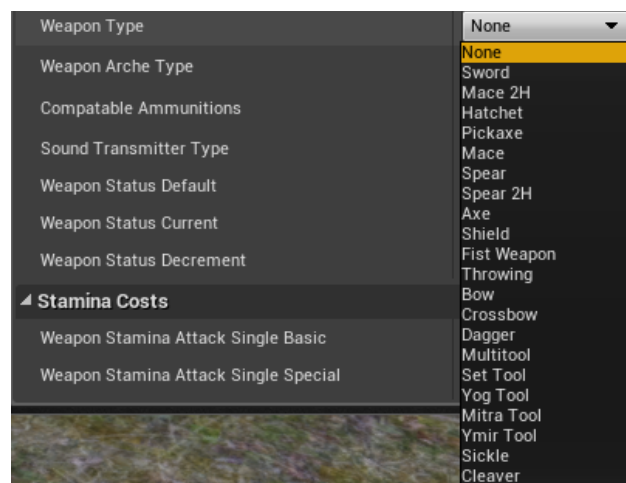 Weapon Type
None
Weapon Arche Type
Compatable Ammunitions
Sound Transmitter Type
Weapon Status Default
Weapon Status Current
Weapon Status Decrement
Stamina Costs
Weapon Stamina Attack Single Basic
Weapon Stamina Attack Single Special
None
Sword
Mace 2H
Hatchet
Pickaxe
Mace
Spear
Spear 2H
Axe
Shield
Fist Weapon
Throwing
Bow
Crossbow
Dagger
Multitool
Set Tool
Yog Tool
Mitra Tool
Ymir Tool
Sickle
Cleaver